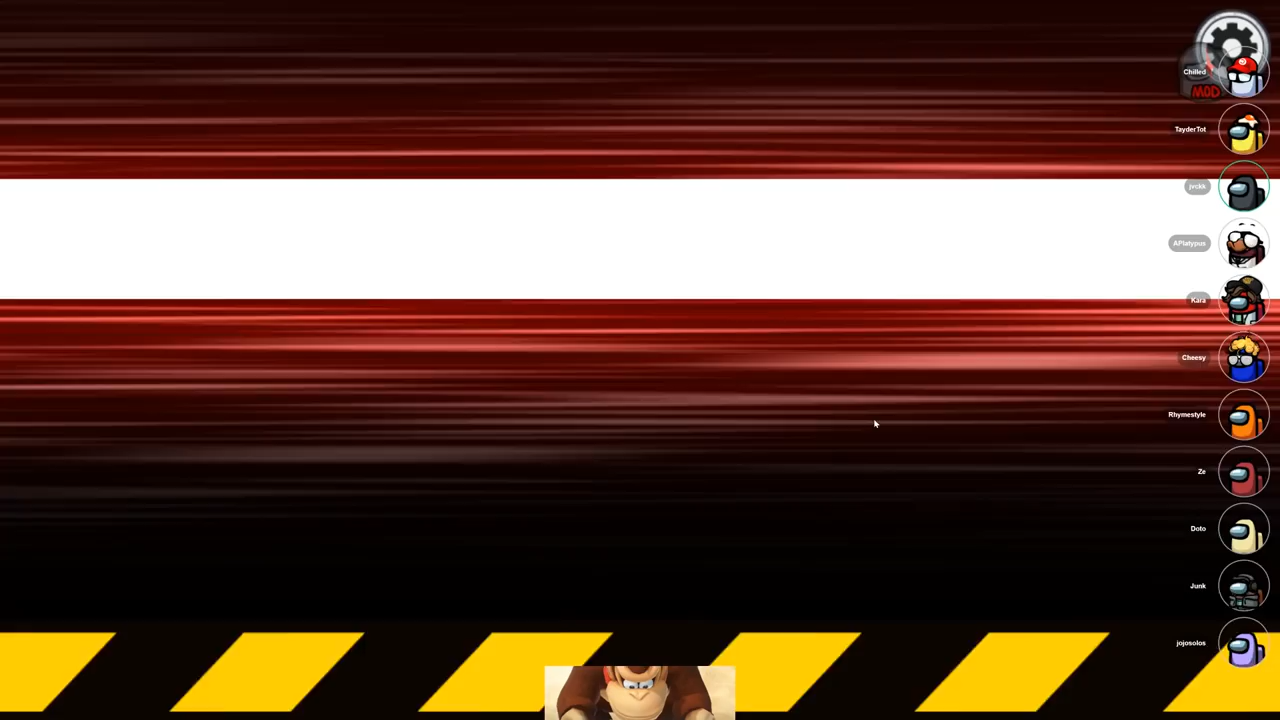 Chilled
MOD
TayderTot
jvckk
APlatypus
Kara
Cheesy
Rhymestyle
Ze
Doto
Junk
jojosolos